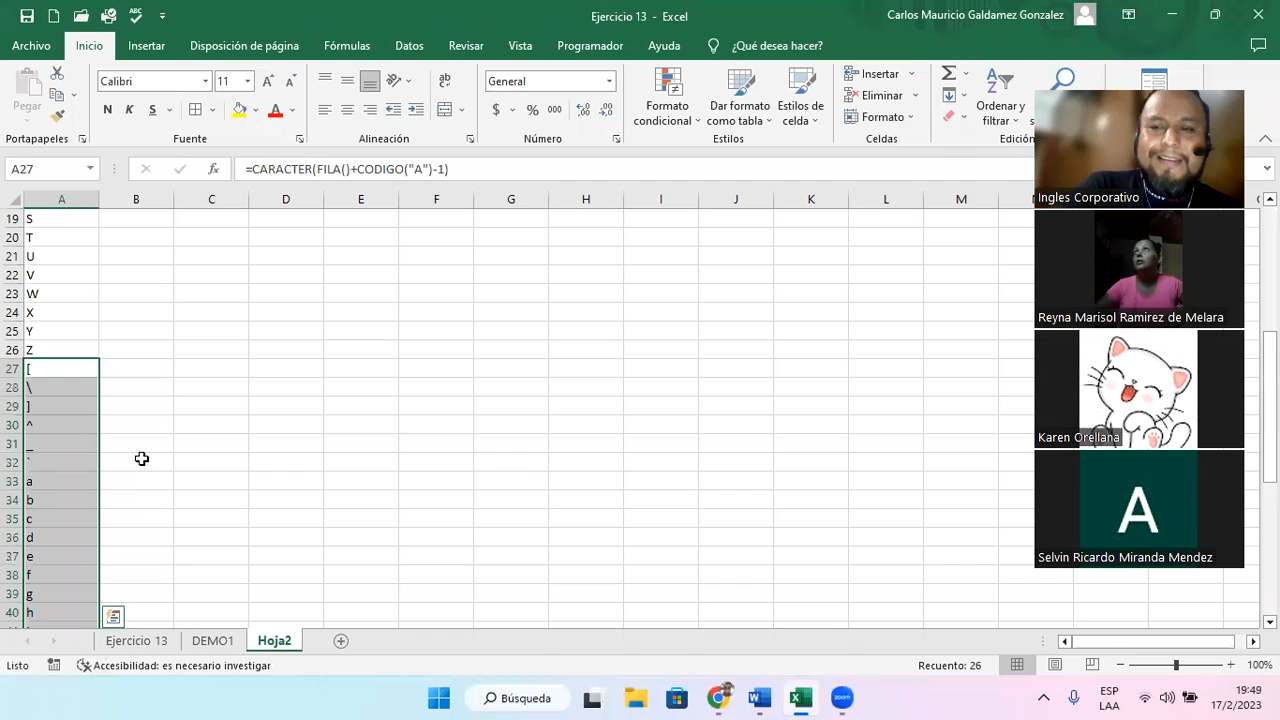 Ejercicio 13 - Excel
Carlos Mauricio Galdamez Gonzalez
Archivo Inicio Insertar Disposición de página Fórmulas Datos Revisar Vista Programador Ayuda ¿Qué desea hacer?
Pegar
Calibri 11
N K S
General
$ % 000
Formato condicional
Dar formato como tabla
Estilos de celda
Insertar
Eliminar
Formato
Ordenar y filtrar
Portapapeles Fuente Alineación Número Estilos Celdas Edición
A27 =CARACTER(FILA()+CODIGO("A")-1)
A B C D E F G H I J K L M
19 S
20 T
21 U
22 V
23 W
24 X
25 Y
26 Z
27 [
28 \
29 ]
30 ^
31 _
32 `
33 a
34 b
35 c
36 d
37 e
38 f
39 g
40 h
Ingles Corporativo
Reyna Marisol Ramirez de Melara
Karen Orellana
A
Selvin Ricardo Miranda Mendez
Ejercicio 13 DEMO1 Hoja2
Listo Accesibilidad: es necesario investigar Recuento: 26 100%
Búsqueda
zoom
ESP
LAA
19:49
17/2/2023